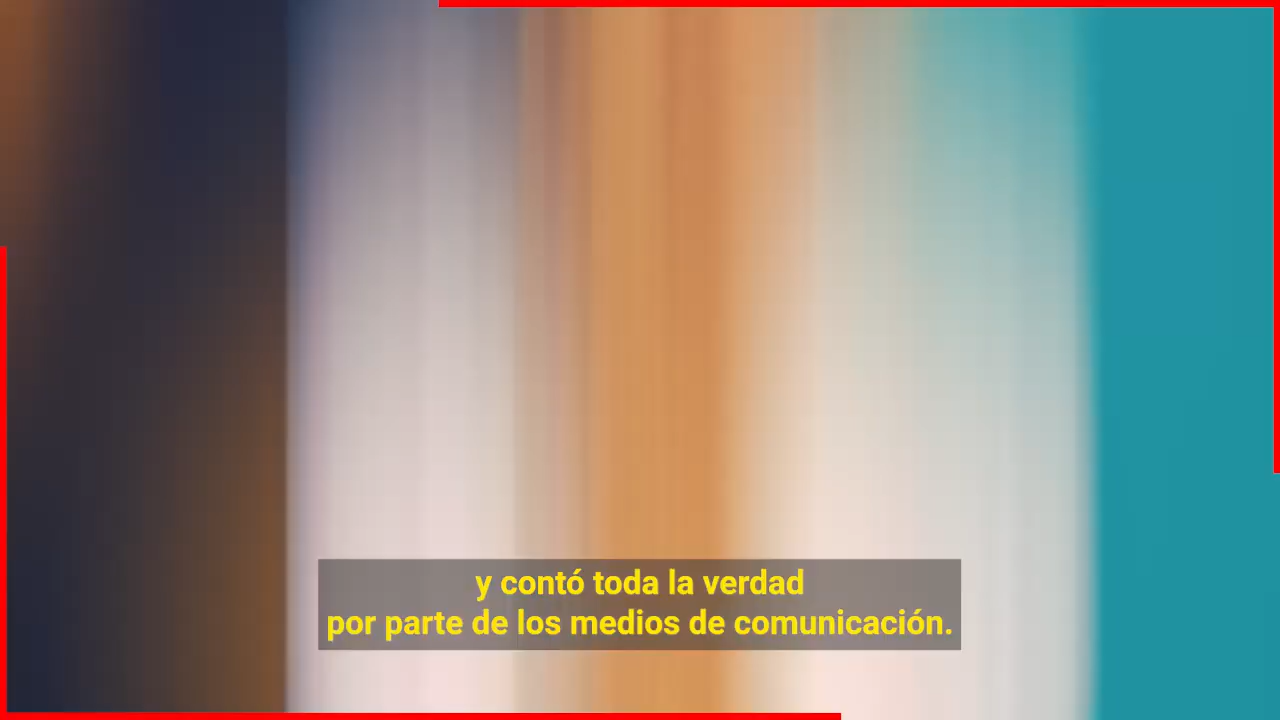 y contó toda la verdad
por parte de los medios de comunicación.